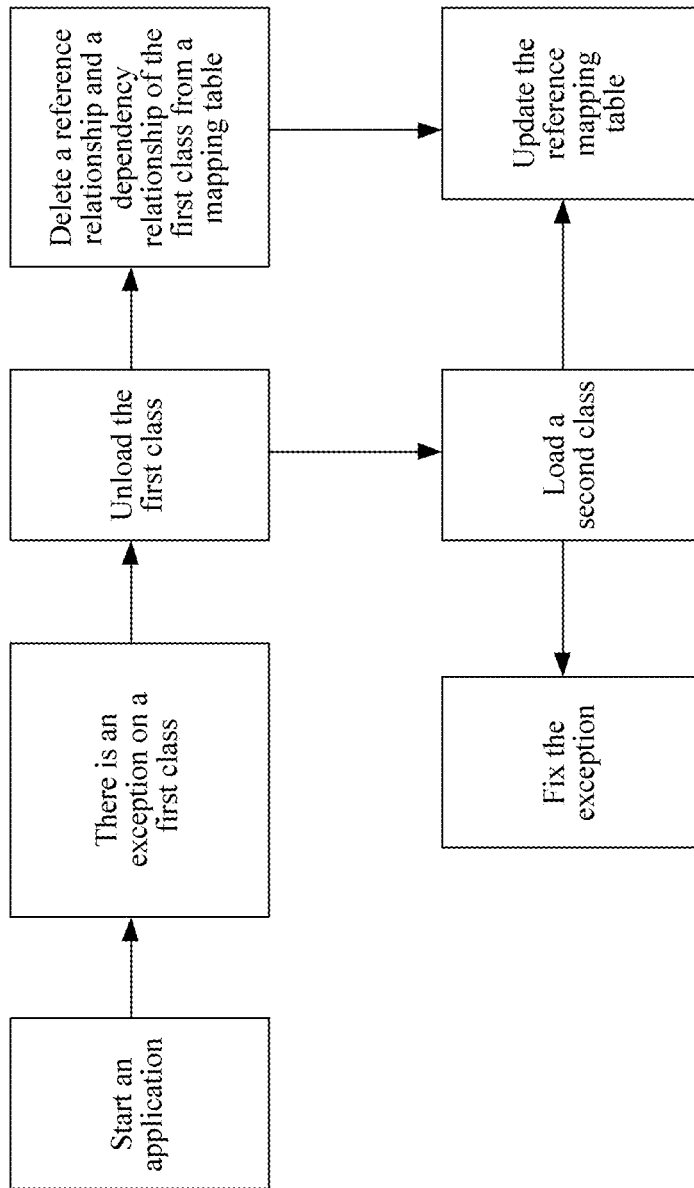 Start an
application
There is an
exception on a
first class
Unload the
first class
Delete a reference
relationship and a
dependency
relationship of the
first class from a
mapping table
Fix the
exception
Load a
second class
Update the
reference
mapping
table